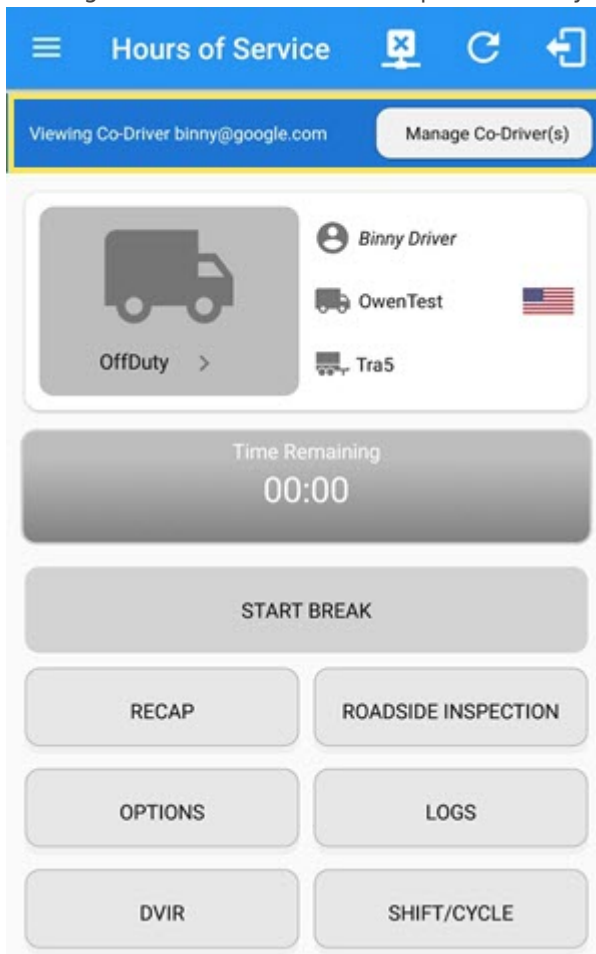 Hours of Service
Viewing Co-Driver binny@google.com
Manage Co-Driver(s)
Binny Driver
OwenTest
OffDuty >
Tra5
Time Remaining
00:00
START BREAK
RECAP
ROADSIDE INSPECTION
OPTIONS
LOGS
DVIR
SHIFT/CYCLE